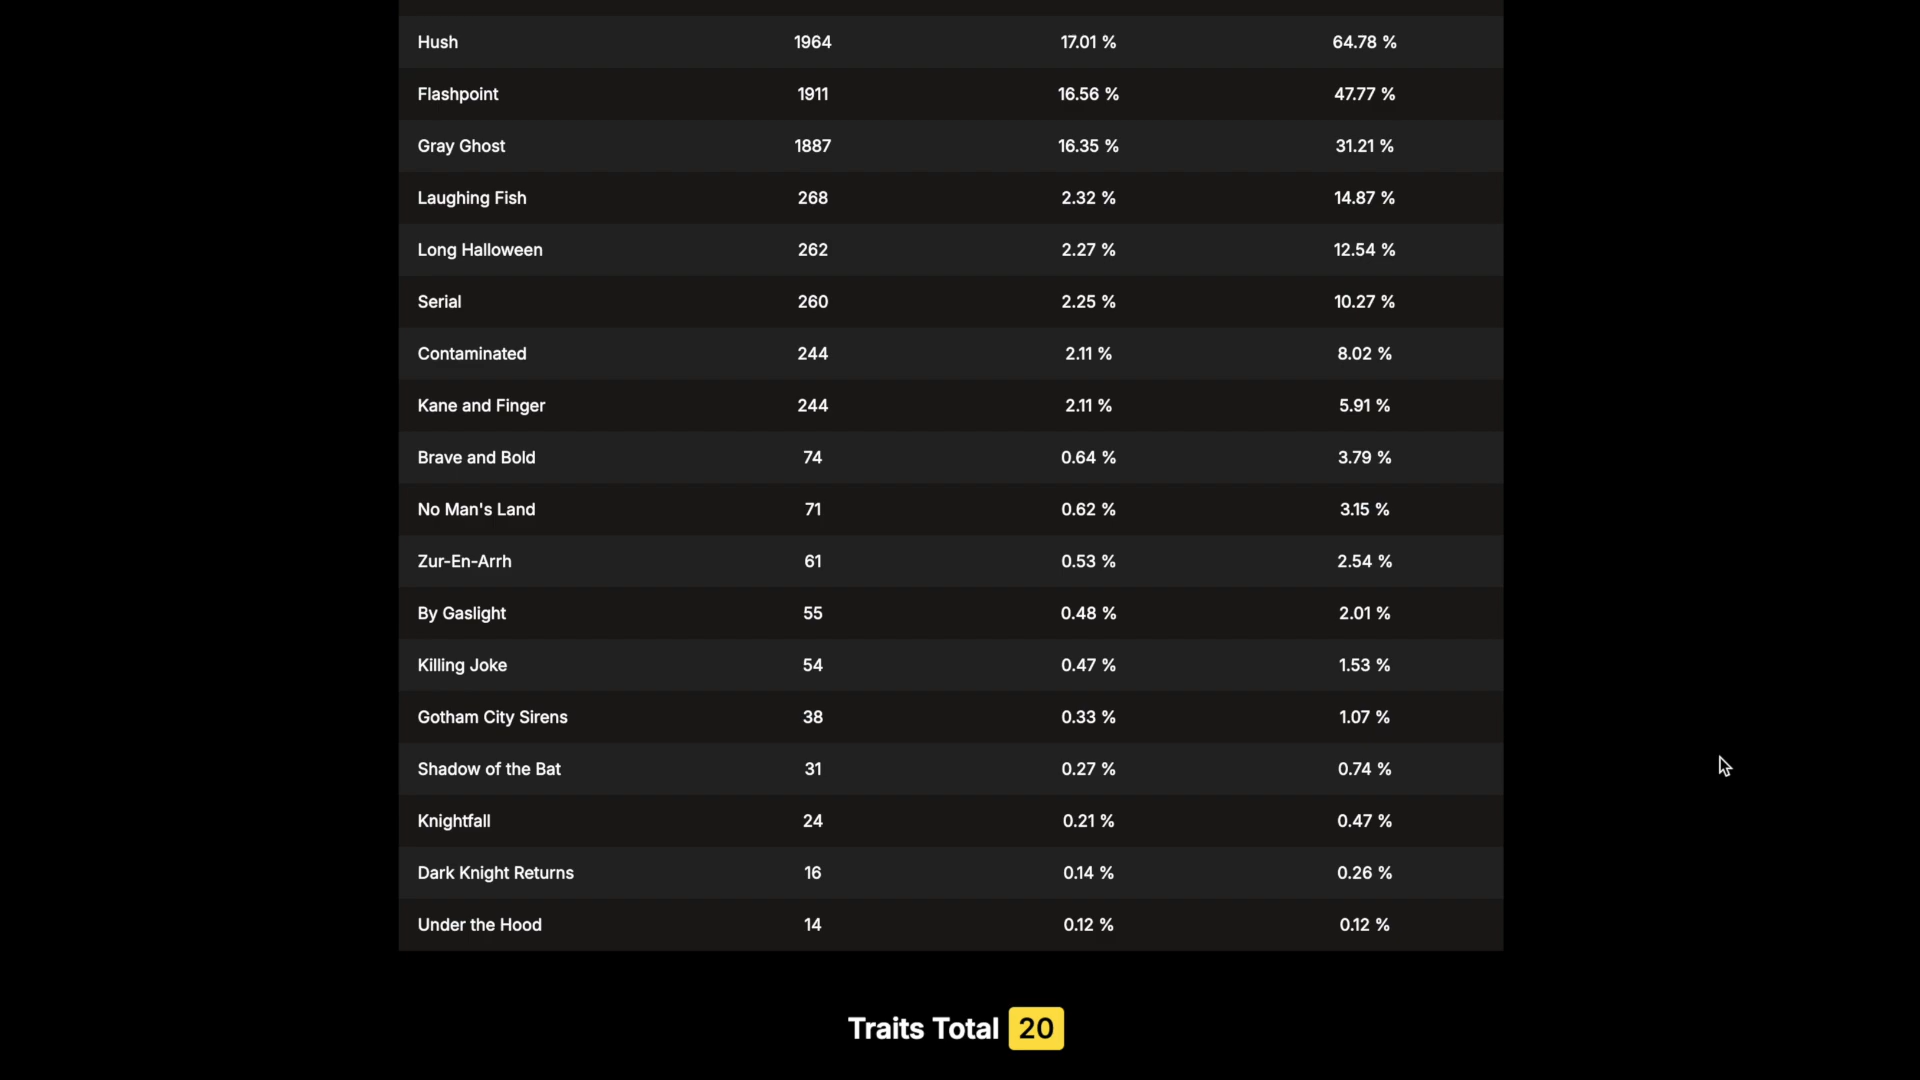 Hush 1964 17.01 % 64.78 %
Flashpoint 1911 16.56 % 47.77 %
Gray Ghost 1887 16.35 % 31.21 %
Laughing Fish 268 2.32 % 14.87 %
Long Halloween 262 2.27 % 12.54 %
Serial 260 2.25 % 10.27 %
Contaminated 244 2.11 % 8.02 %
Kane and Finger 244 2.11 % 5.91 %
Brave and Bold 74 0.64 % 3.79 %
No Man's Land 71 0.62 % 3.15 %
Zur-En-Arrh 61 0.53 % 2.54 %
By Gaslight 55 0.48 % 2.01 %
Killing Joke 54 0.47 % 1.53 %
Gotham City Sirens 38 0.33 % 1.07 %
Shadow of the Bat 31 0.27 % 0.74 %
Knightfall 24 0.21 % 0.47 %
Dark Knight Returns 16 0.14 % 0.26 %
Under the Hood 14 0.12 % 0.12 %
Traits Total 20